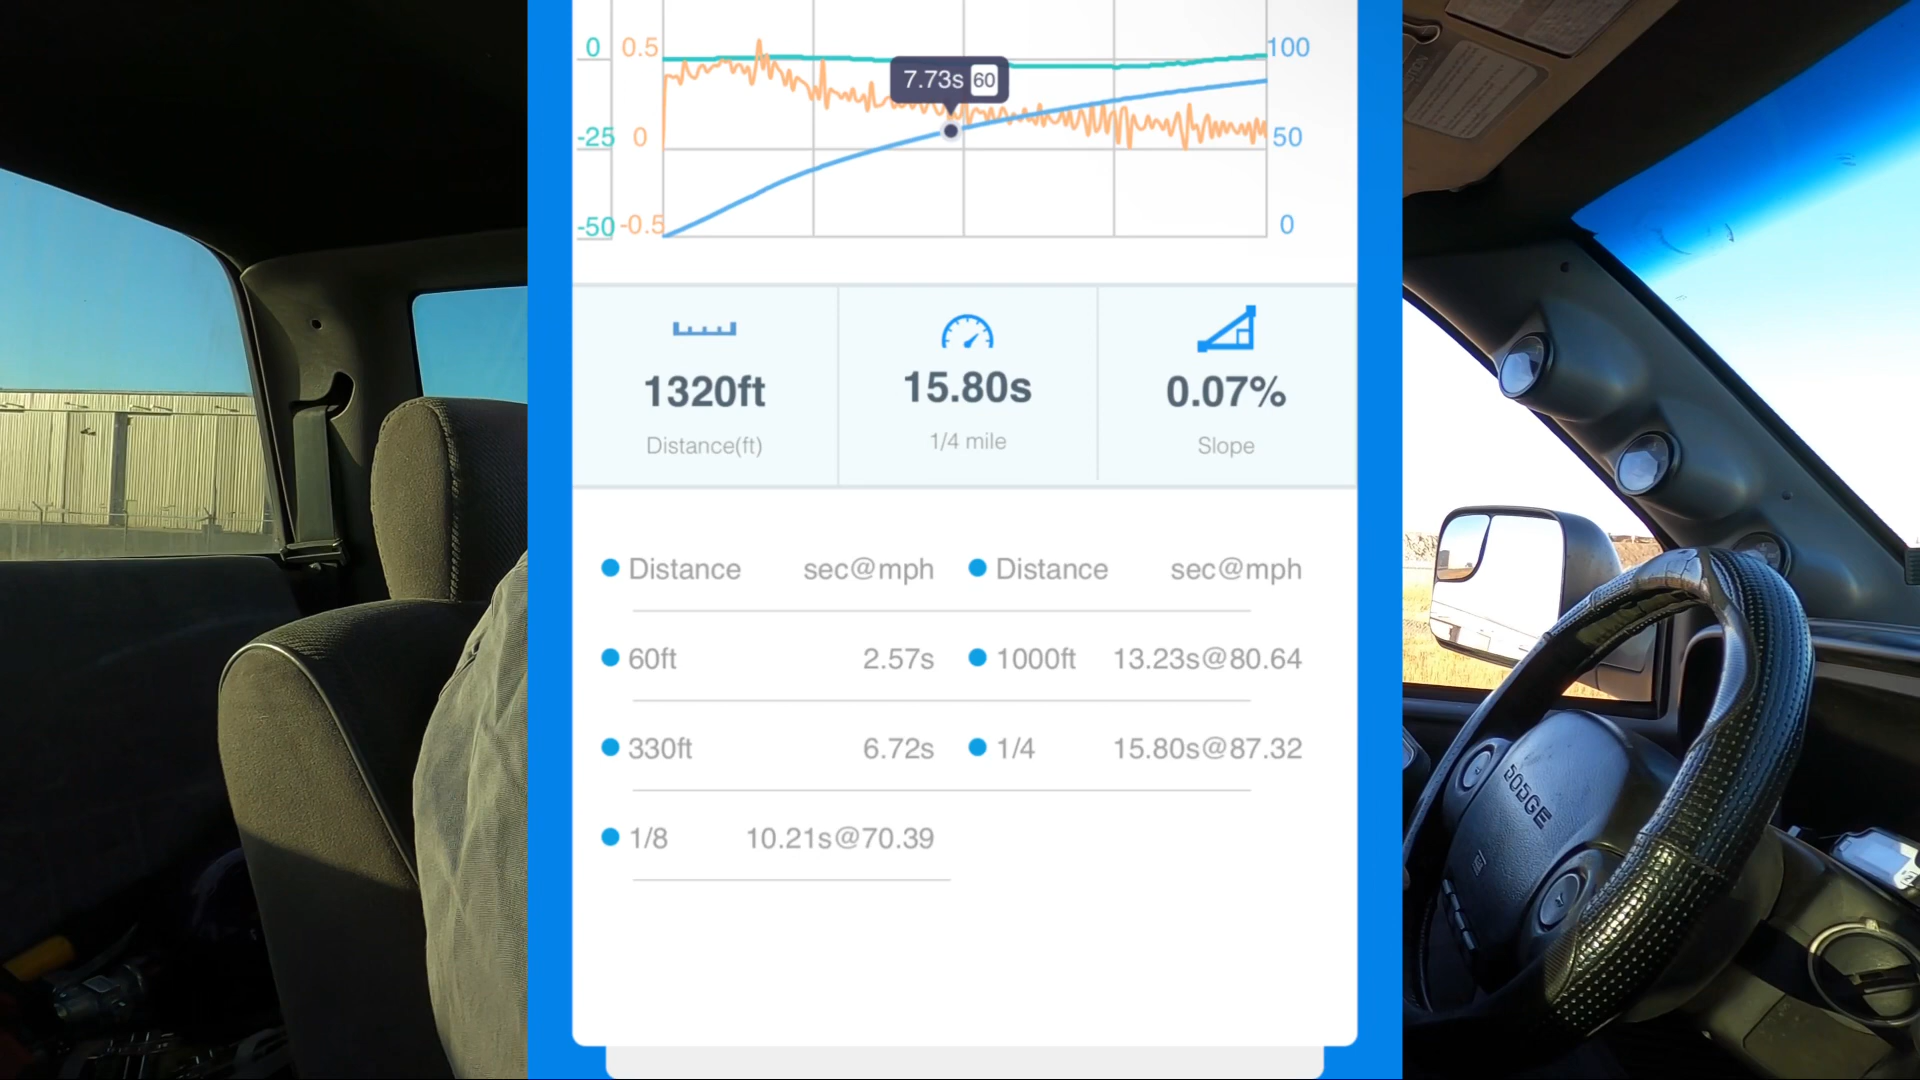 0 0.5 100
7.73s 60
-25 0 50
-50 -0.5 0
1320ft 15.80s 0.07%
Distance(ft) 1/4 mile Slope
Distance sec@mph Distance sec@mph
60ft 2.57s 1000ft 13.23s@80.64
330ft 6.72s 1/4 15.80s@87.32
1/8 10.21s@70.39
DODGE